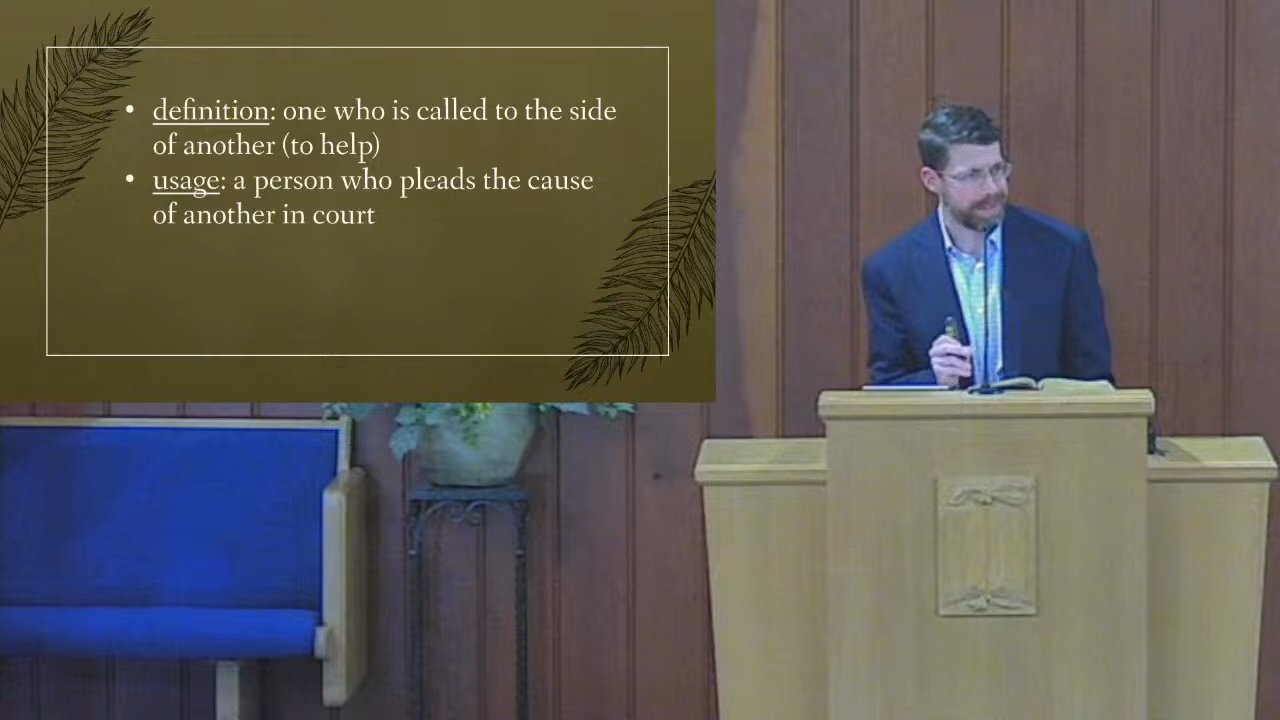 • definition: one who is called to the side
of another (to help)
• usage: a person who pleads the cause
of another in court